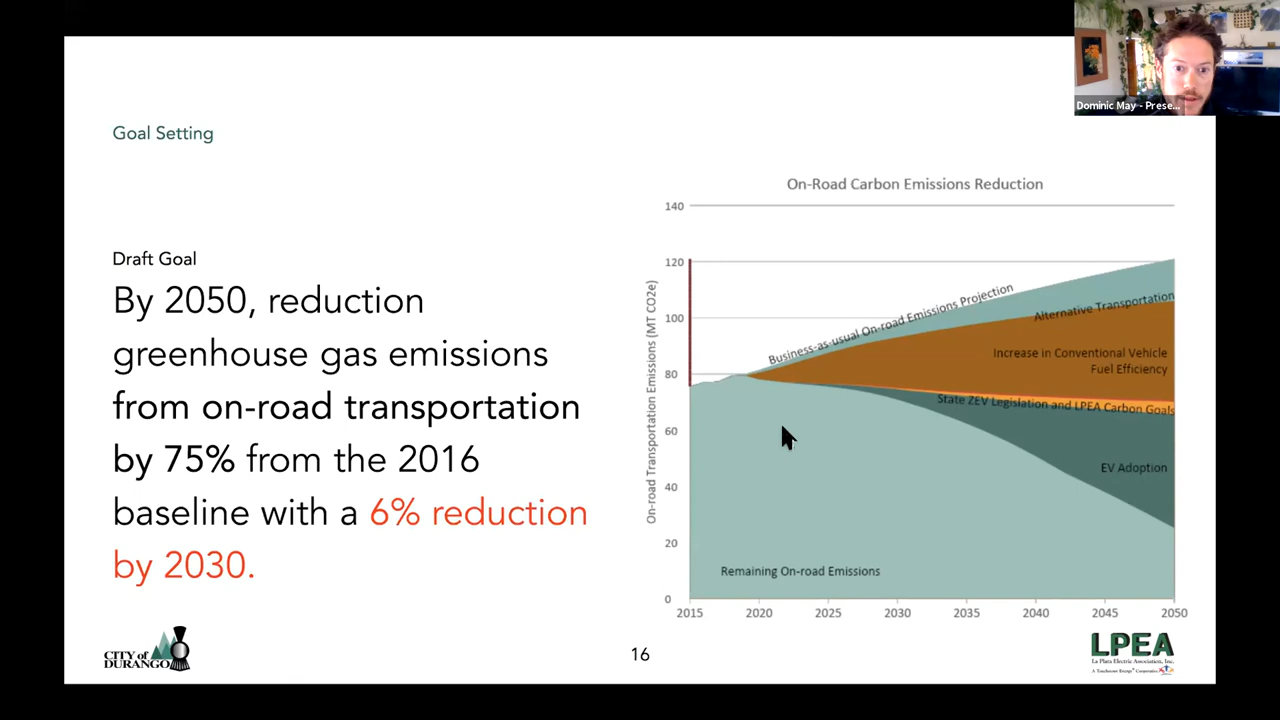 Dominic May - Prese...
Goal Setting
Draft Goal
By 2050, reduction
greenhouse gas emissions
from on-road transportation
by 75% from the 2016
baseline with a 6% reduction
by 2030.
On-Road Carbon Emissions Reduction
On-road Transportation Emissions (MT CO2e)
140
120
100
80
60
40
20
0
2015 2020 2025 2030 2035 2040 2045 2050
Business-as-usual On-road Emissions Projection
Alternative Transportation
Increase in Conventional Vehicle
Fuel Efficiency
State ZEV Legislation and LPEA Carbon Goals
EV Adoption
Remaining On-road Emissions
CITY of
DURANGO
16
LPEA
La Plata Electric Association, Inc.
A Touchstone Energy Cooperative